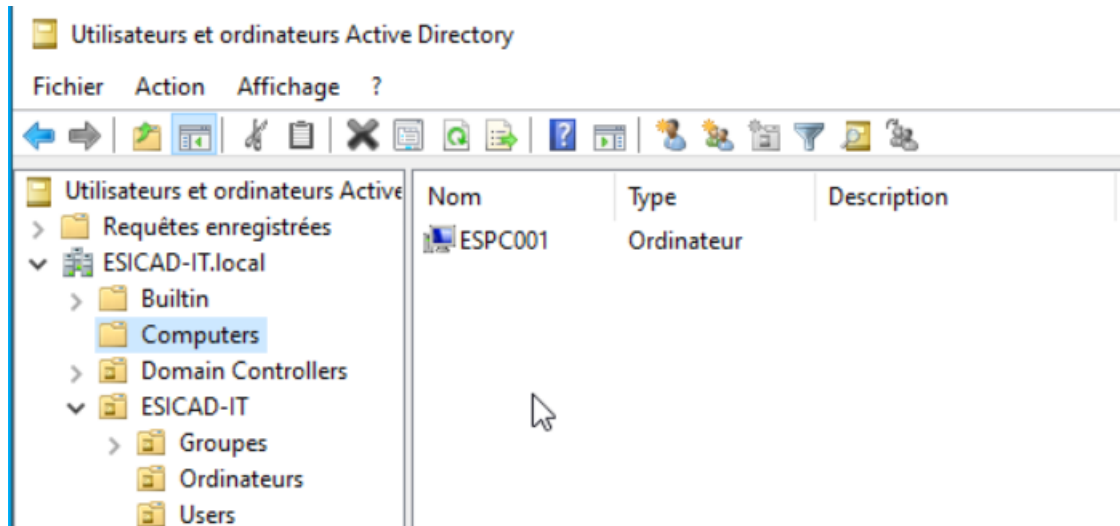 Utilisateurs et ordinateurs Active Directory
Fichier Action Affichage ?
Utilisateurs et ordinateurs Active
Requêtes enregistrées
ESICAD-IT.local
Builtin
Computers
Domain Controllers
ESICAD-IT
Groupes
Ordinateurs
Users
Nom Type Description
ESPC001 Ordinateur